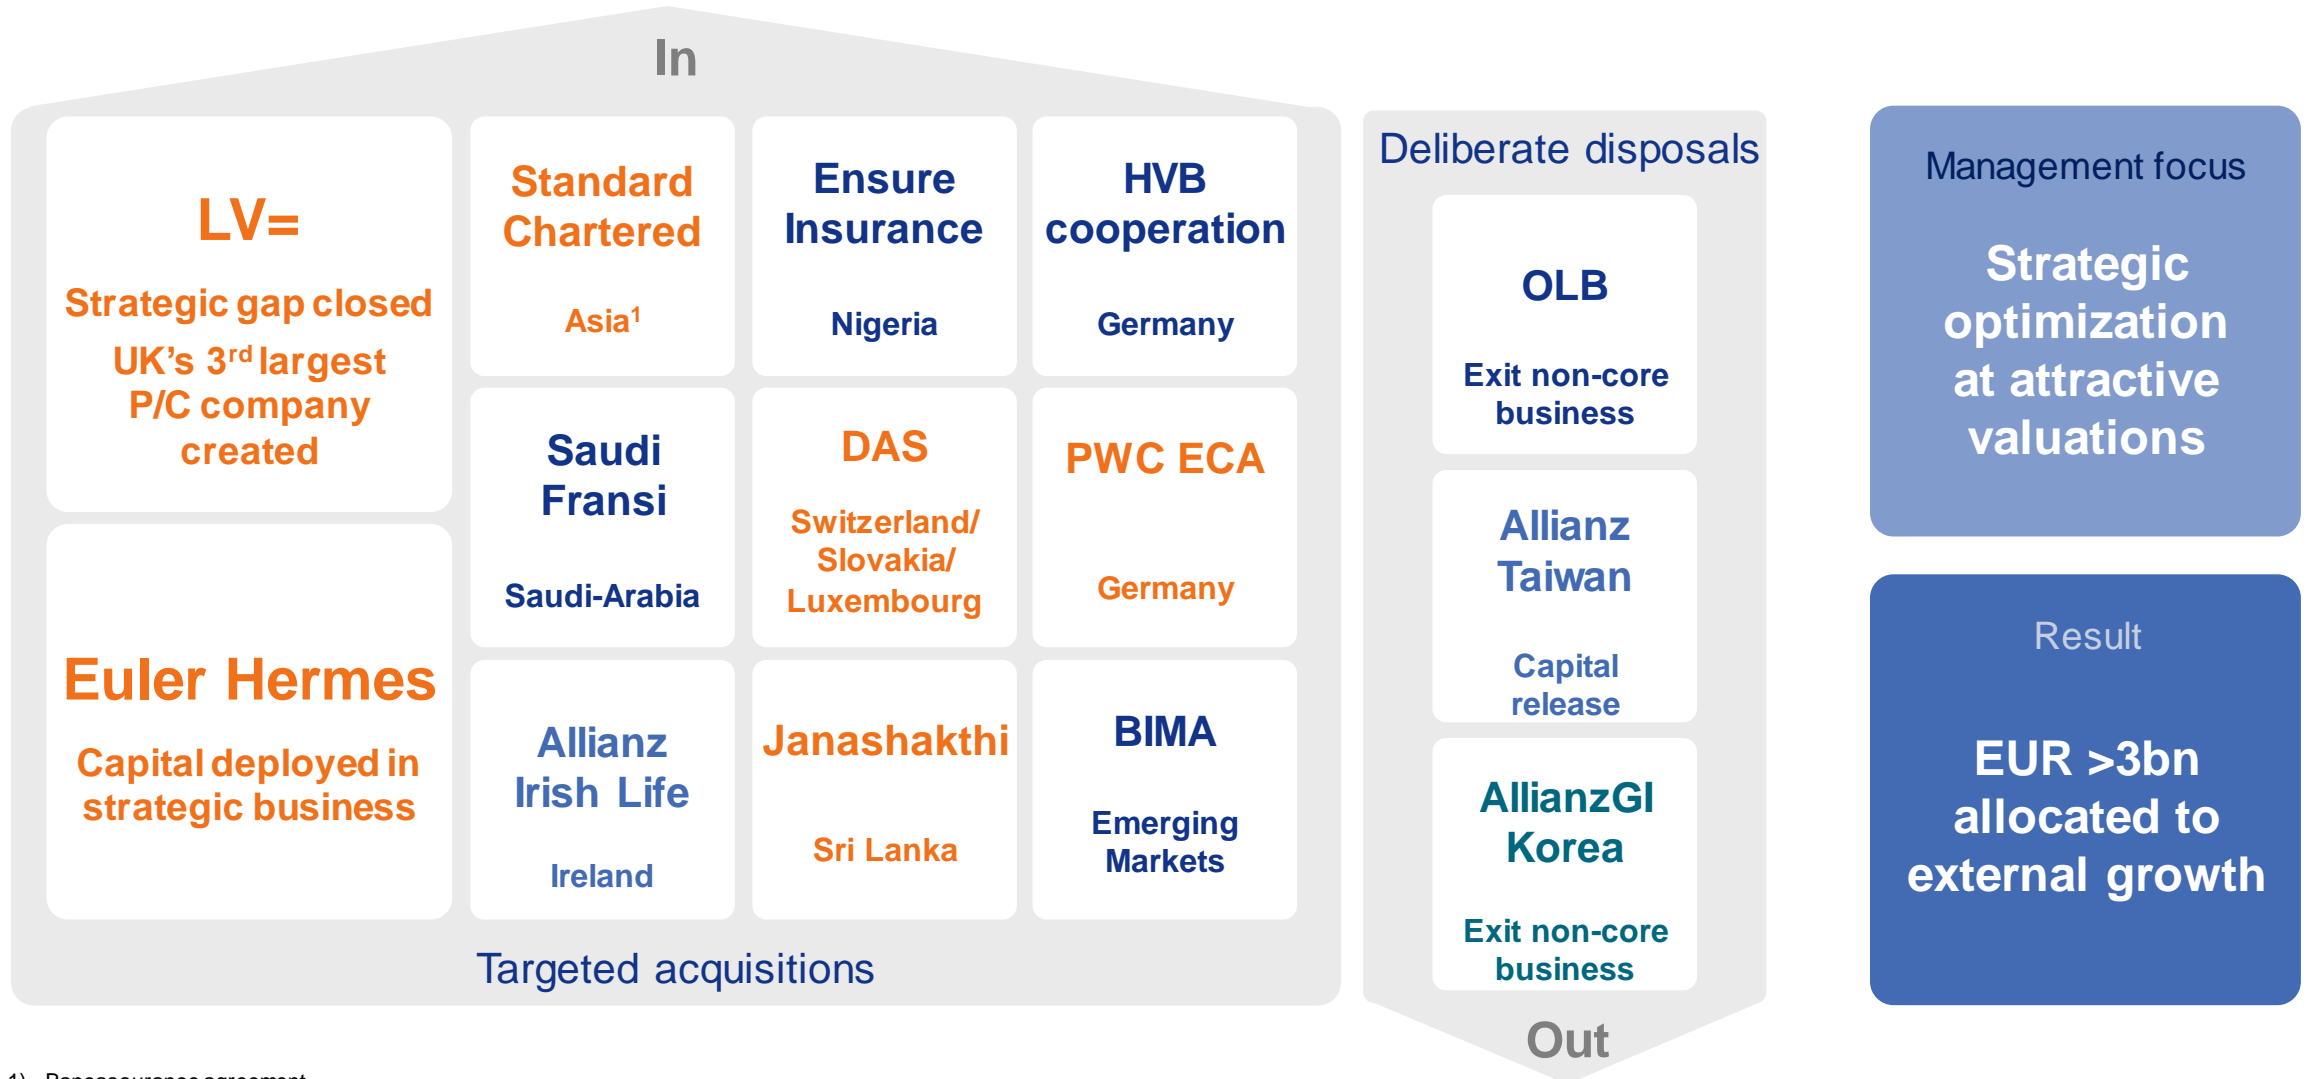 In
LV=
Strategic gap closed
UK’s 3rd largest
P/C company
created
Euler Hermes
Capital deployed in
strategic business
Standard
Chartered
Asia1
Ensure
Insurance
Nigeria
HVB
cooperation
Germany
Saudi
Fransi
Saudi-Arabia
DAS
Switzerland/
Slovakia/
Luxembourg
PWC ECA
Germany
Allianz
Irish Life
Ireland
Janashakthi
Sri Lanka
BIMA
Emerging
Markets
Targeted acquisitions
Deliberate disposals
OLB
Exit non-core
business
Allianz
Taiwan
Capital
release
AllianzGI
Korea
Exit non-core
business
Out
Management focus
Strategic
optimization
at attractive
valuations
Result
EUR >3bn
allocated to
external growth
1) Bancassurance agreement